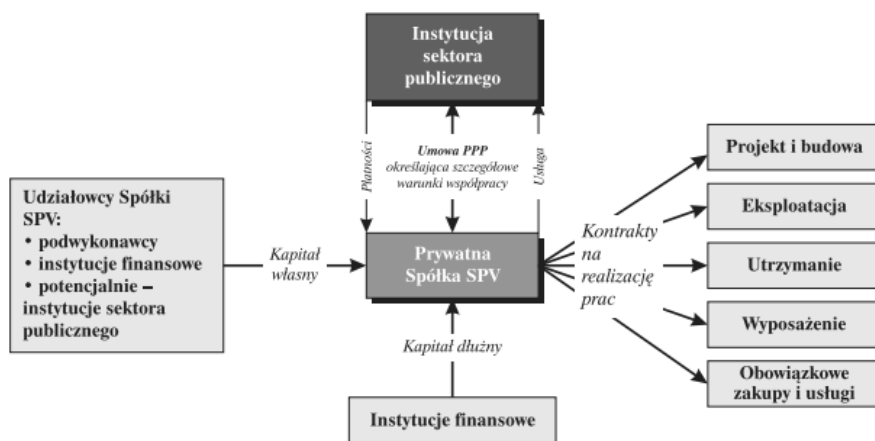 Instytucja
sektora
publicznego
Płatności
Umowa PPP
określająca szczegółowe
warunki współpracy
Usługa
Udziałowcy Spółki
SPV:
• podwykonawcy
• instytucje finansowe
• potencjalnie –
instytucje sektora
publicznego
Kapitał
własny
Prywatna
Spółka SPV
Kontrakty
na
realizację
prac
Projekt i budowa
Eksploatacja
Utrzymanie
Wyposażenie
Obowiązkowe
zakupy i usługi
Kapitał dłużny
Instytucje finansowe